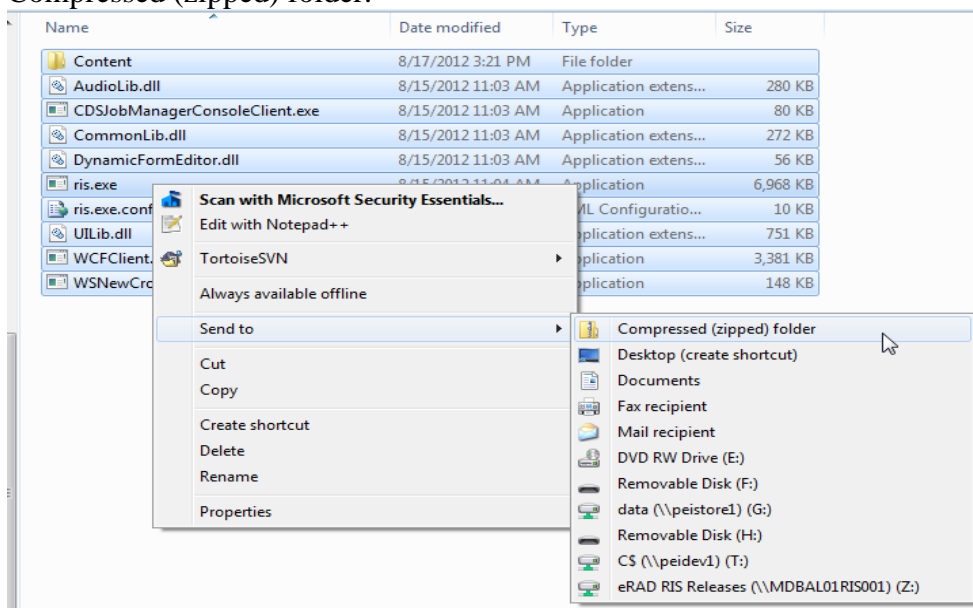 Compressed (zipped) folder.
Name Date modified Type Size
Content 8/17/2012 3:21 PM File folder
AudioLib.dll 8/15/2012 11:03 AM Application extens... 280 KB
CDSJobManagerConsoleClient.exe 8/15/2012 11:03 AM Application 80 KB
CommonLib.dll 8/15/2012 11:03 AM Application extens... 272 KB
DynamicFormEditor.dll 8/15/2012 11:03 AM Application extens... 56 KB
ris.exe 8/15/2012 11:04 AM Application 6,968 KB
ris.exe.conf ML Configuratio... 10 KB
UILib.dll pplication extens... 751 KB
WCFClient. pplication 3,381 KB
WSNewCro pplication 148 KB
Scan with Microsoft Security Essentials...
Edit with Notepad++
TortoiseSVN
Always available offline
Send to
Cut
Copy
Create shortcut
Delete
Rename
Properties
Compressed (zipped) folder
Desktop (create shortcut)
Documents
Fax recipient
Mail recipient
DVD RW Drive (E:)
Removable Disk (F:)
data (\\peistore1) (G:)
Removable Disk (H:)
C$ (\\peidev1) (T:)
eRAD RIS Releases (\\MDBAL01RIS001) (Z:)